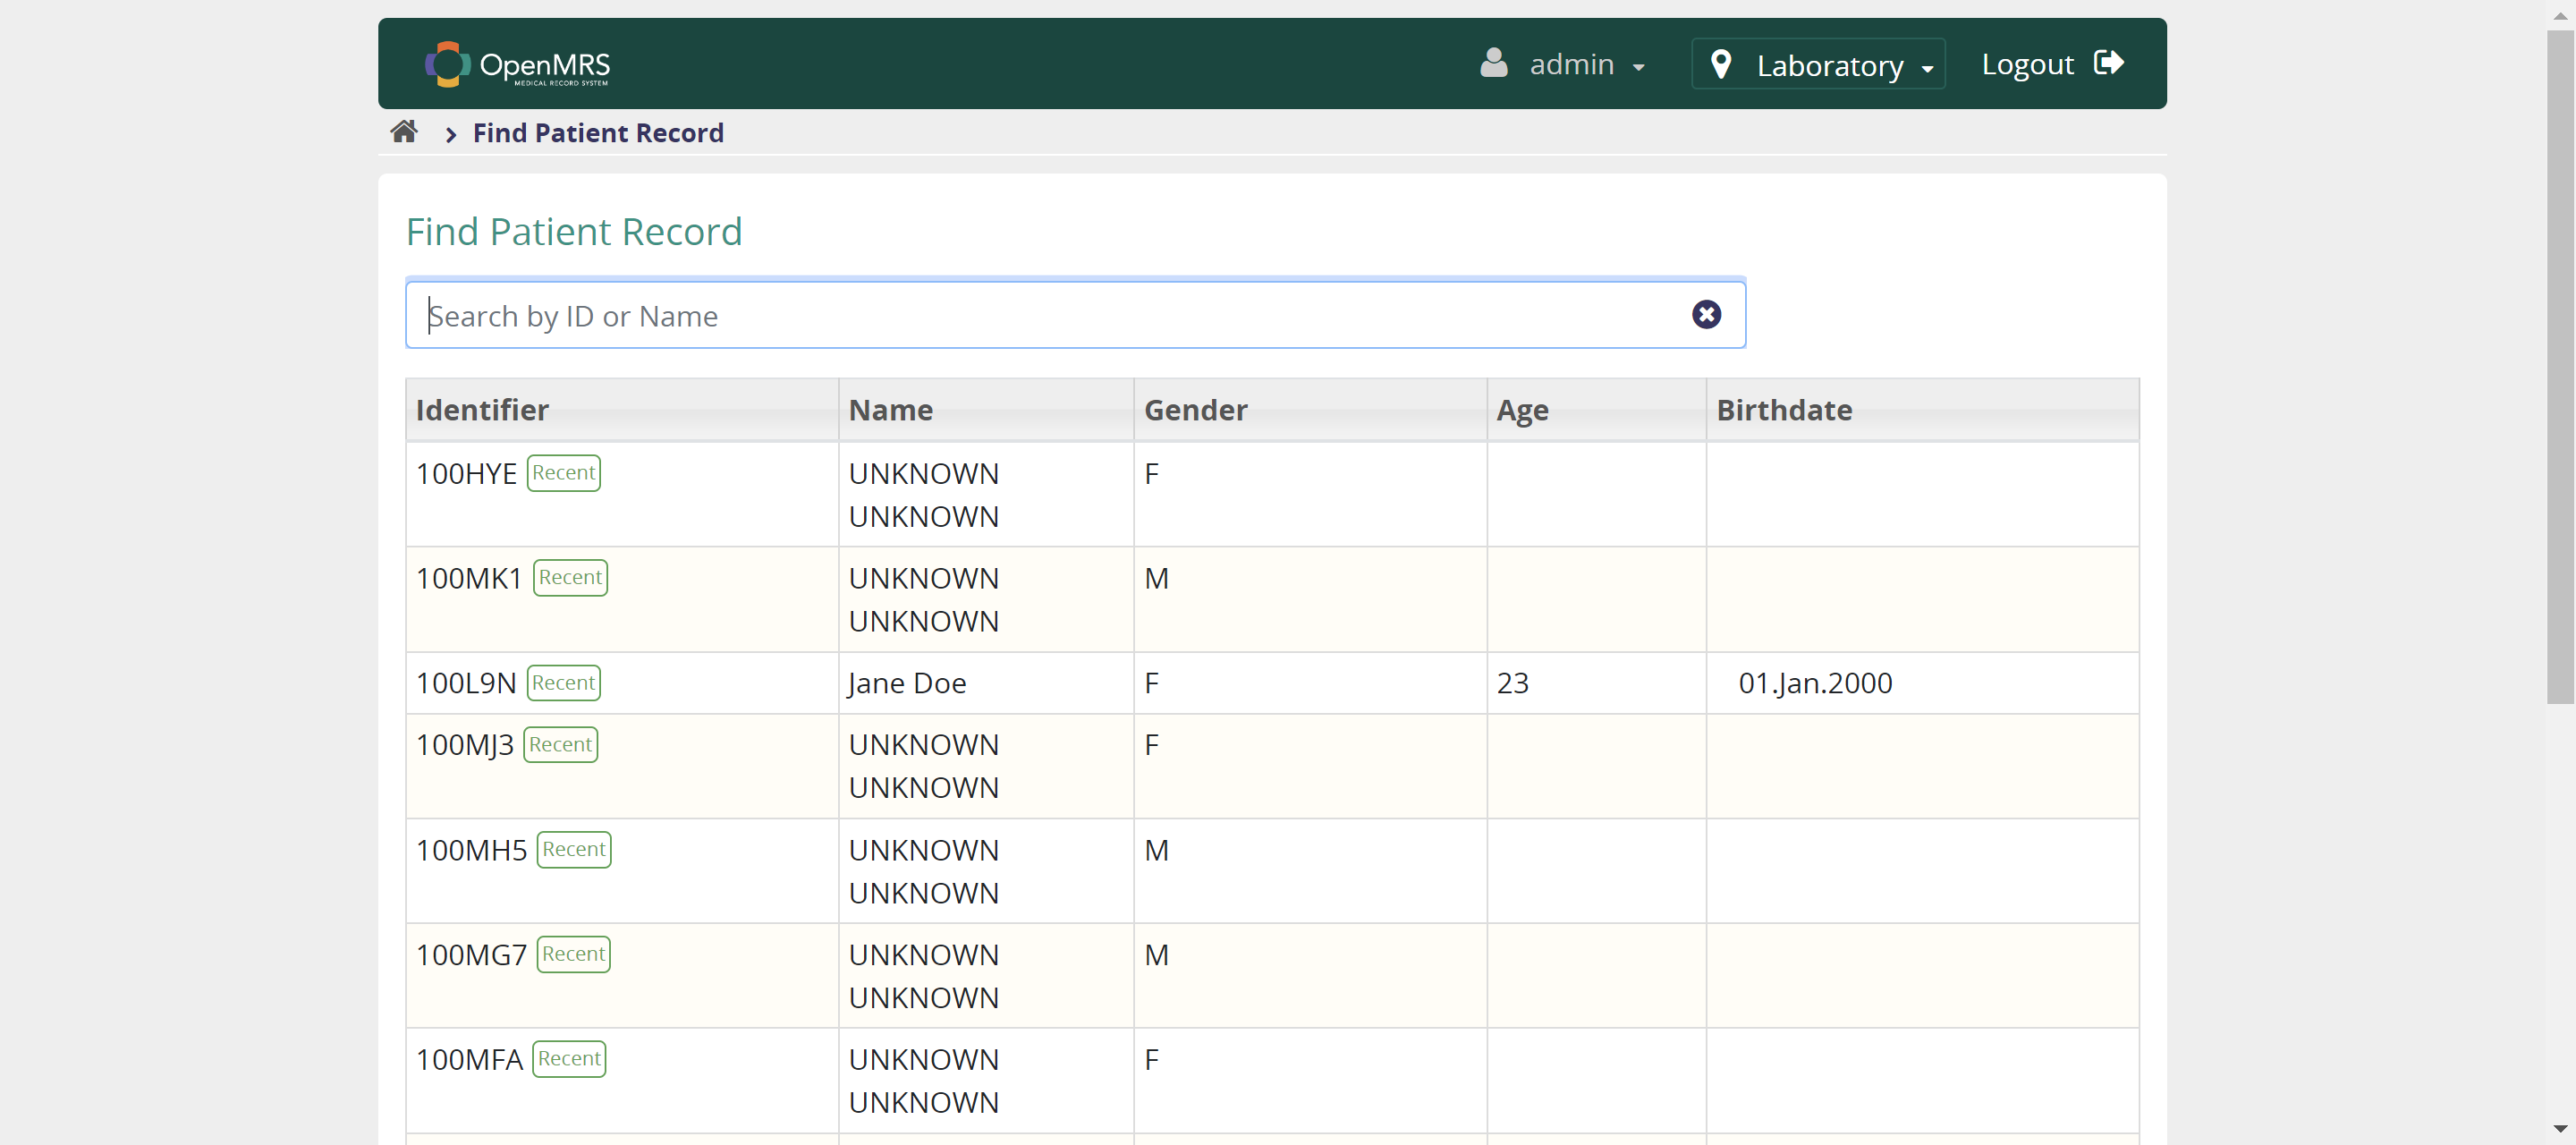 OpenMRS
MEDICAL RECORD SYSTEM
admin
Laboratory
Logout
Find Patient Record
Find Patient Record
Search by ID or Name
Identifier Name Gender Age Birthdate
100HYE Recent UNKNOWN F
UNKNOWN
100MK1 Recent UNKNOWN M
UNKNOWN
100L9N Recent Jane Doe F 23 01.Jan.2000
100MJ3 Recent UNKNOWN F
UNKNOWN
100MH5 Recent UNKNOWN M
UNKNOWN
100MG7 Recent UNKNOWN M
UNKNOWN
100MFA Recent UNKNOWN F
UNKNOWN